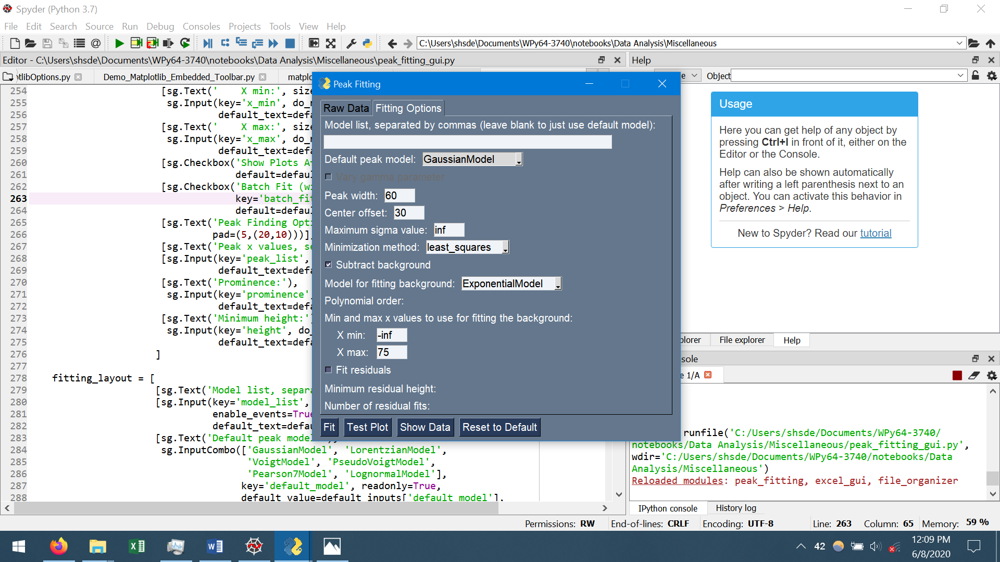 Spyder (Python 3.7)
File Edit Search Source Run Debug Consoles Projects Tools View Help
C:\Users\shsde\Documents\WPy64-3740\notebooks\Data Analysis\Miscellaneous
Editor - C:\Users\shsde\Documents\WPy64-3740\notebooks\Data Analysis\Miscellaneous\peak_fitting_gui.py
Help
tlibOptions.py Demo_Matplotlib_Embedded_Toolbar.py matplo
e Object
254 [sg.Text('    X min:', size
255 sg.Input(key='x_min', do_
256 default_text=defa
257 [sg.Text('    X max:', size
258 sg.Input(key='x_max', do_
259 default_text=defa
260 [sg.Checkbox('Show Plots A
261 default=defaul
262 [sg.Checkbox('Batch Fit (w
263 key='batch_fi
264 default=defaul
265 [sg.Text('Peak Finding Opti
266 pad=(5,(20,10)))]
267 [sg.Text('Peak x values, se
268 [sg.Input(key='peak_list',
269 default_text=defa
270 [sg.Text('Prominence:'),
271 sg.Input(key='prominence'
272 default_text=defa
273 [sg.Text('Minimum height:'
274 sg.Input(key='height', do_
275 default_text=defa
276 ]
277
278 fitting_layout = [
279 [sg.Text('Model list, separa
280 [sg.Input(key='model_list',
281 enable_events=True
282 default_text=defau
283 [sg.Text('Default peak model
284 sg.InputCombo(['GaussianModel', 'LorentzianModel',
285 'VoigtModel', 'PseudoVoigtModel',
286 'Pearson7Model', 'LognormalModel'],
287 key='default_model', readonly=True,
288 default_value=default_inputs['default_model'],
Peak Fitting
Raw Data Fitting Options
Model list, separated by commas (leave blank to just use default model):
Default peak model: GaussianModel
Vary gamma parameter
Peak width: 60
Center offset: 30
Maximum sigma value: inf
Minimization method: least_squares
Subtract background
Model for fitting background: ExponentialModel
Polynomial order:
Min and max x values to use for fitting the background:
X min: -inf
X max: 75
Fit residuals
Minimum residual height:
Number of residual fits:
Fit Test Plot Show Data Reset to Default
Usage
Here you can get help of any object by
pressing Ctrl+I in front of it, either on the
Editor or the Console.
Help can also be shown automatically
after writing a left parenthesis next to an
object. You can activate this behavior in
Preferences > Help.
New to Spyder? Read our tutorial
plorer File explorer Help
sole
e 1/A
runfile('C:/Users/shsde/Documents/WPy64-3740/
notebooks/Data Analysis/Miscellaneous/peak_fitting_gui.py',
wdir='C:/Users/shsde/Documents/WPy64-3740/notebooks/Data
Analysis/Miscellaneous')
Reloaded modules: peak_fitting, excel_gui, file_organizer
IPython console History log
Permissions: RW End-of-lines: CRLF Encoding: UTF-8 Line: 263 Column: 65 Memory: 59 %
42
12:09 PM
6/8/2020